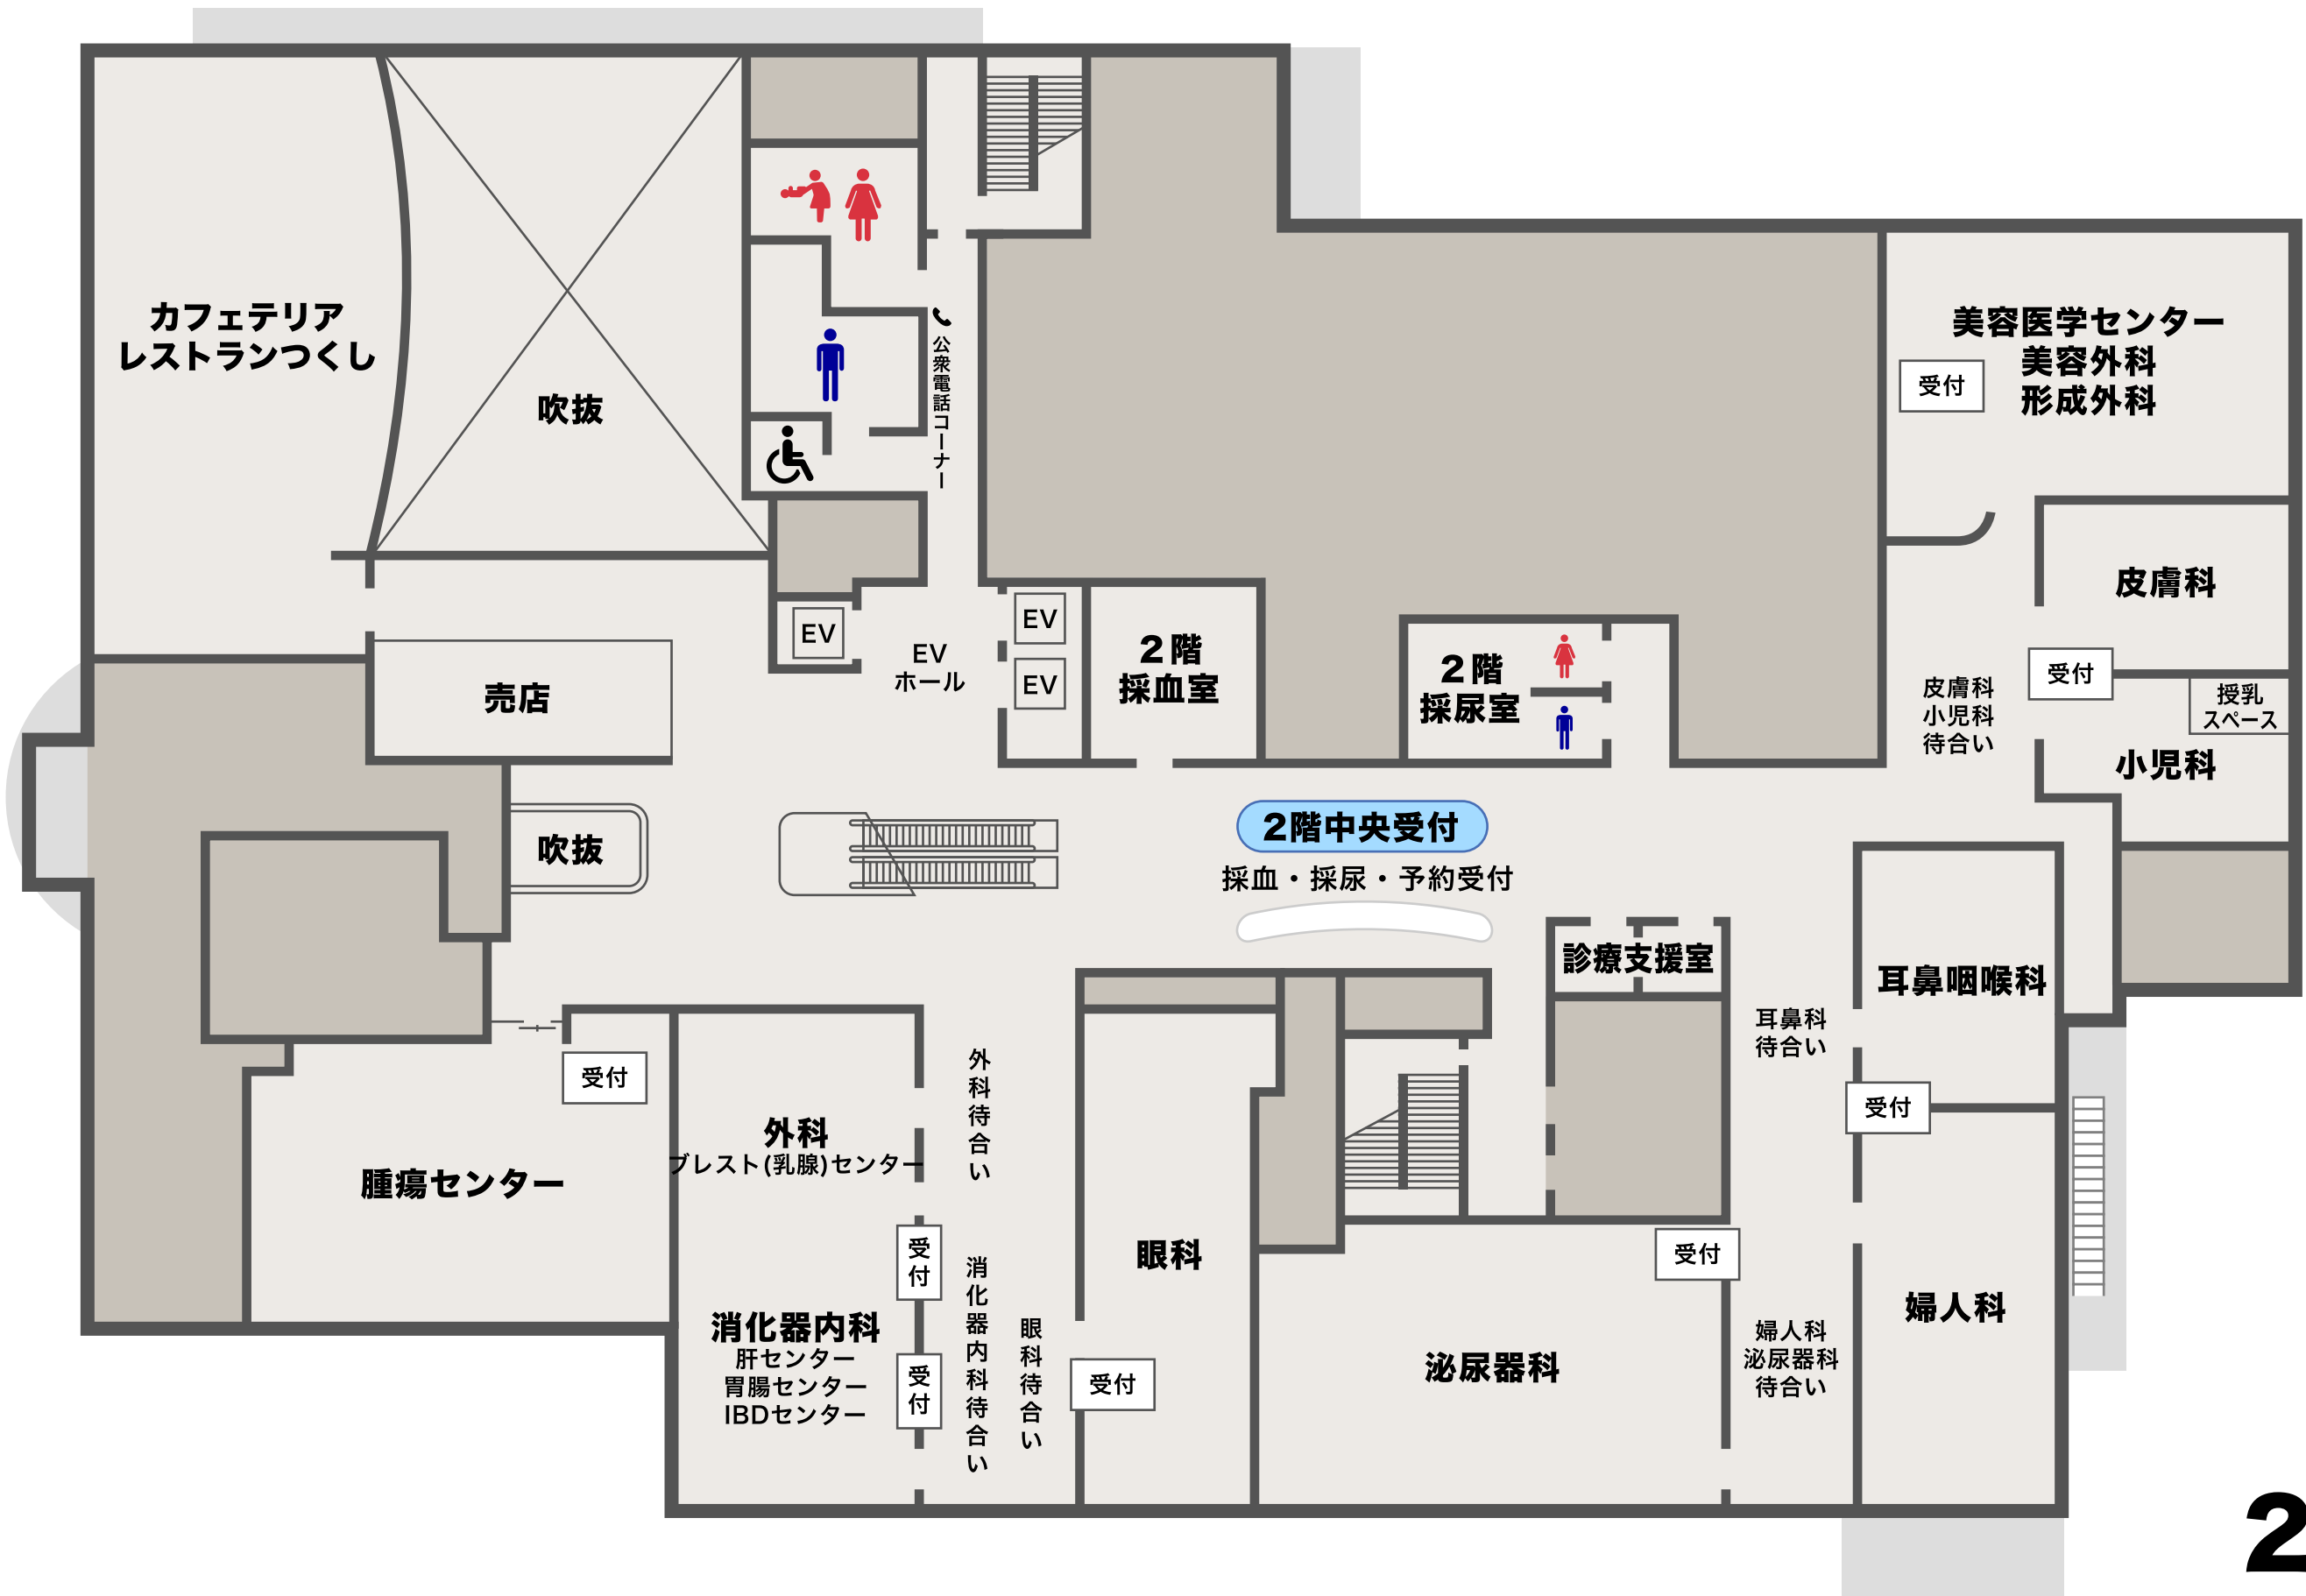 カフェテリア
レストランつくし
吹抜
公衆電話コーナー
美容医学センター
美容外科
形成外科
受付
皮膚科
受付
授乳
スペース
小児科
皮膚科
小児科
待合い
EV
EV
ホール
EV
EV
2階
採血室
2階
採尿室
売店
吹抜
2階中央受付
採血・採尿・予約受付
診療支援室
耳鼻咽喉科
耳鼻科
待合い
受付
受付
腫瘍センター
外科
ブレスト(乳腺)センター
外科待合い
受付
消化器内科
肝センター
胃腸センター
IBDセンター
受付
消化器内科待合い
眼科待合い
眼科
受付
泌尿器科
受付
婦人科
泌尿器科
待合い
婦人科
2